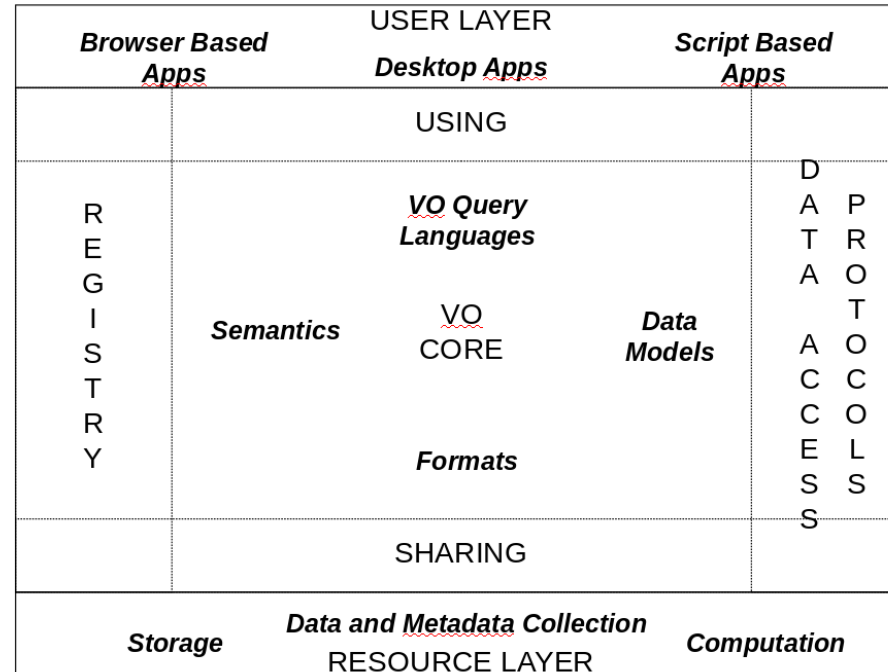 USER LAYER
Browser Based
Apps
Desktop Apps
Script Based
Apps
USING
REGISTRY
VO Query
Languages
Semantics
VO
CORE
Data
Models
Formats
DATA ACCESS
PROTOCOLS
SHARING
Storage
Data and Metadata Collection
Computation
RESOURCE LAYER